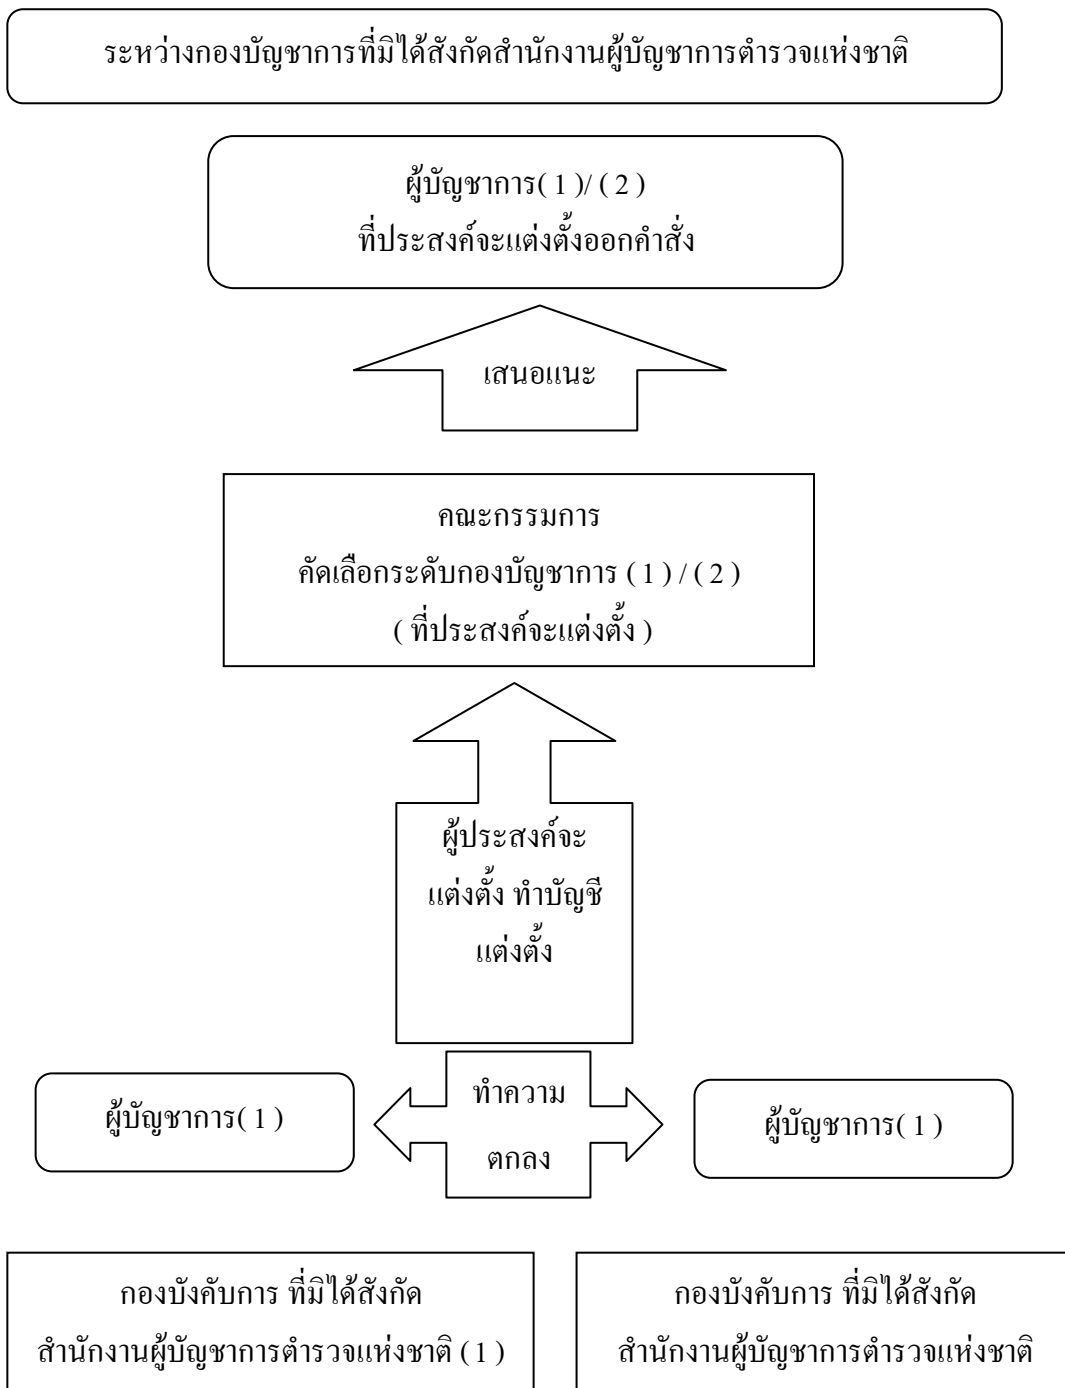 ระหว่างกองบัญชาการที่มิได้สังกัดสำนักงานผู้บัญชาการตำรวจแห่งชาติ
ผู้บัญชาการ( 1 )/ ( 2 )
ที่ประสงค์จะแต่งตั้งออกคำสั่ง
เสนอแนะ
คณะกรรมการ
คัดเลือกระดับกองบัญชาการ ( 1 ) / ( 2 )
( ที่ประสงค์จะแต่งตั้ง )
ผู้ประสงค์จะ
แต่งตั้ง ทำบัญชี
แต่งตั้ง
ทำความ
ตกลง
ผู้บัญชาการ( 1 )
ผู้บัญชาการ( 1 )
กองบังคับการ ที่มิได้สังกัด
สำนักงานผู้บัญชาการตำรวจแห่งชาติ ( 1 )
กองบังคับการ ที่มิได้สังกัด
สำนักงานผู้บัญชาการตำรวจแห่งชาติ